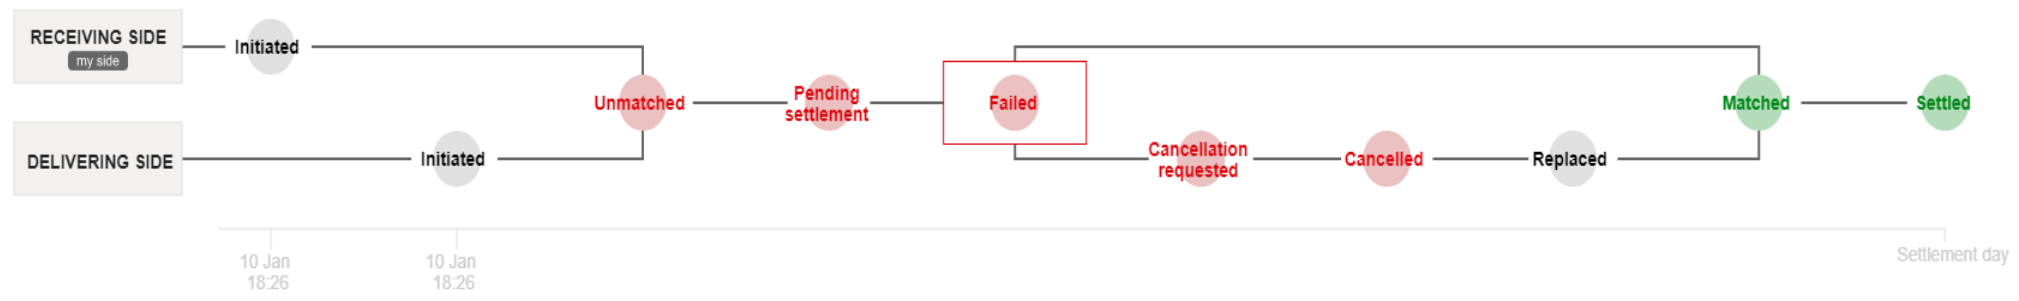 RECEIVING SIDE
my side
Initiated
Unmatched
Pending
settlement
Failed
Matched
Settled
DELIVERING SIDE
Initiated
Cancellation
requested
Cancelled
Replaced
10 Jan
18:26
10 Jan
18:26
Settlement day